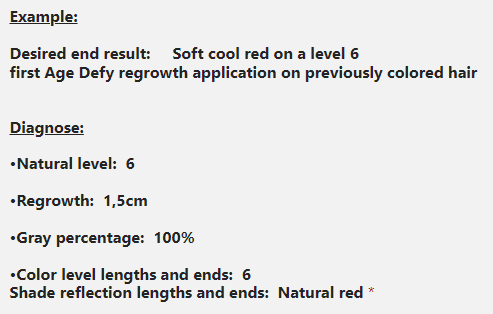 Example:
Desired end result: Soft cool red on a level 6
first Age Defy regrowth application on previously colored hair
Diagnose:
•Natural level: 6
•Regrowth: 1,5cm
•Gray percentage: 100%
•Color level lengths and ends: 6
Shade reflection lengths and ends: Natural red *